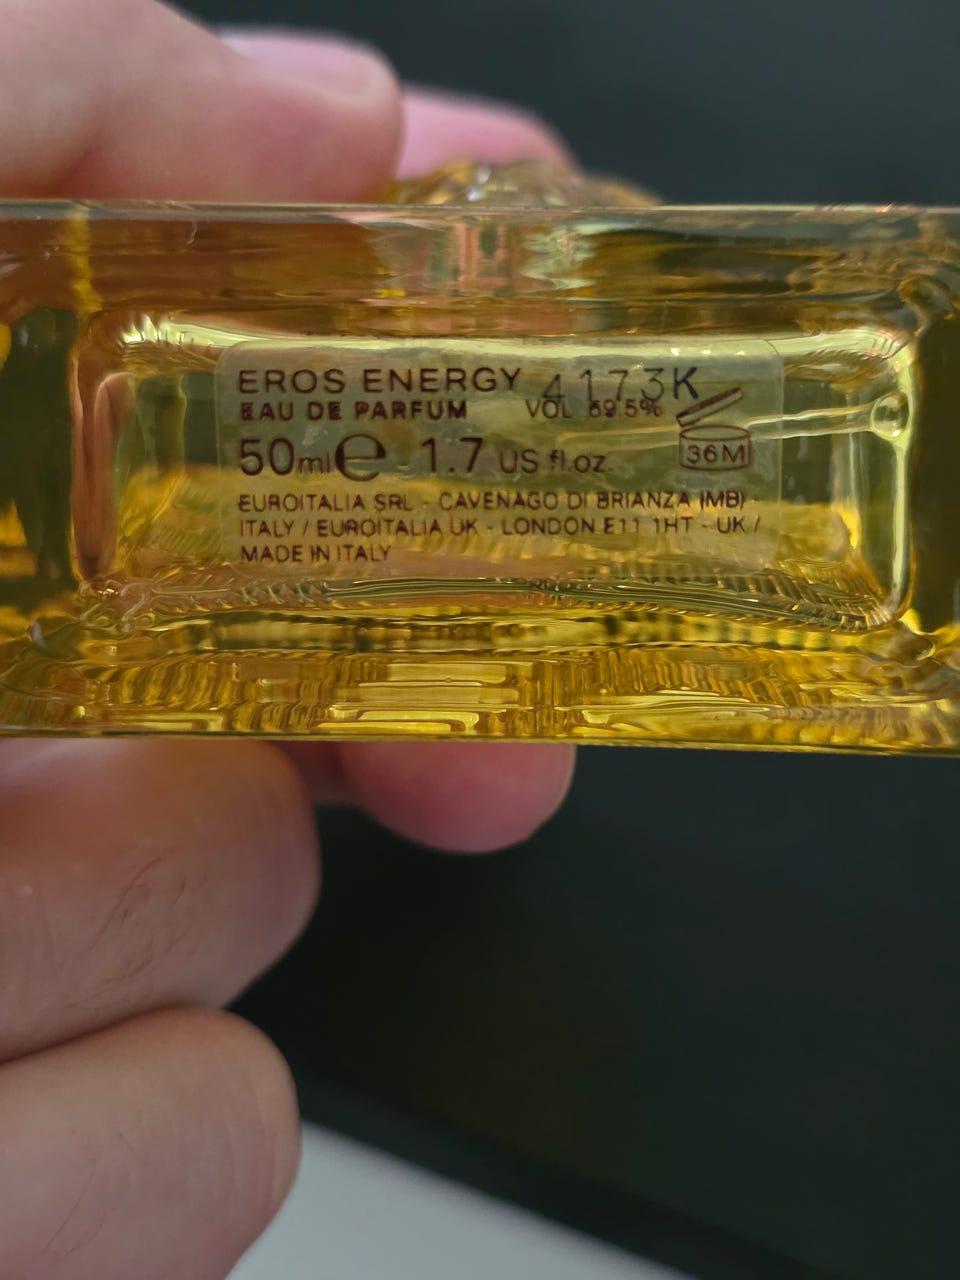 EROS ENERGY 4173K
EAU DE PARFUM VOL 69.5%
50ml e 1.7 US fl.oz. 36M
EUROITALIA SRL - CAVENAGO DI BRIANZA (MB) -
ITALY / EUROITALIA UK - LONDON E11 1HT - UK /
MADE IN ITALY